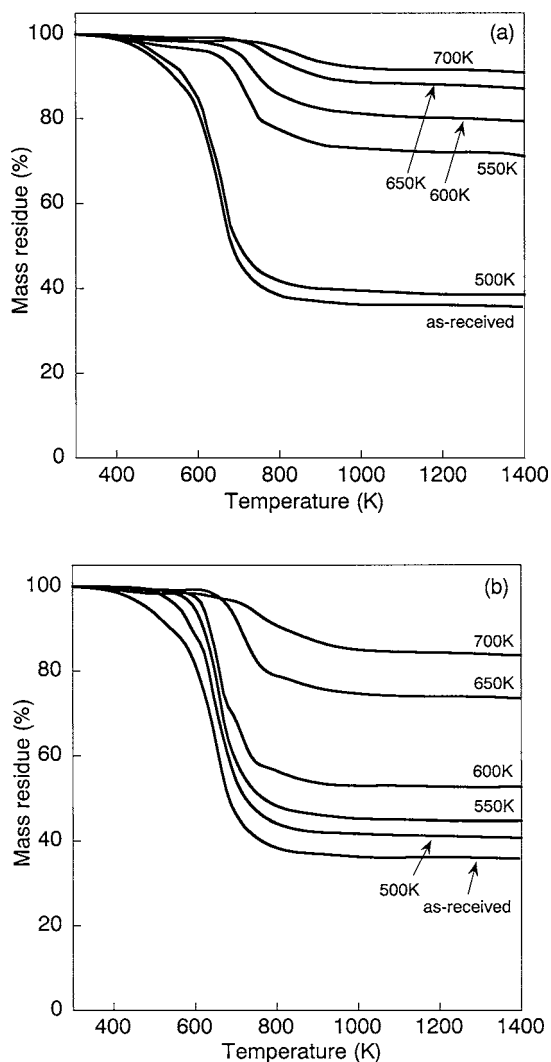 (a)
100
80
60
40
20
0
Mass residue (%)
700K
650K
600K
550K
500K
as-received
400 600 800 1000 1200 1400
Temperature (K)
(b)
100
80
60
40
20
0
Mass residue (%)
700K
650K
600K
550K
500K
as-received
400 600 800 1000 1200 1400
Temperature (K)